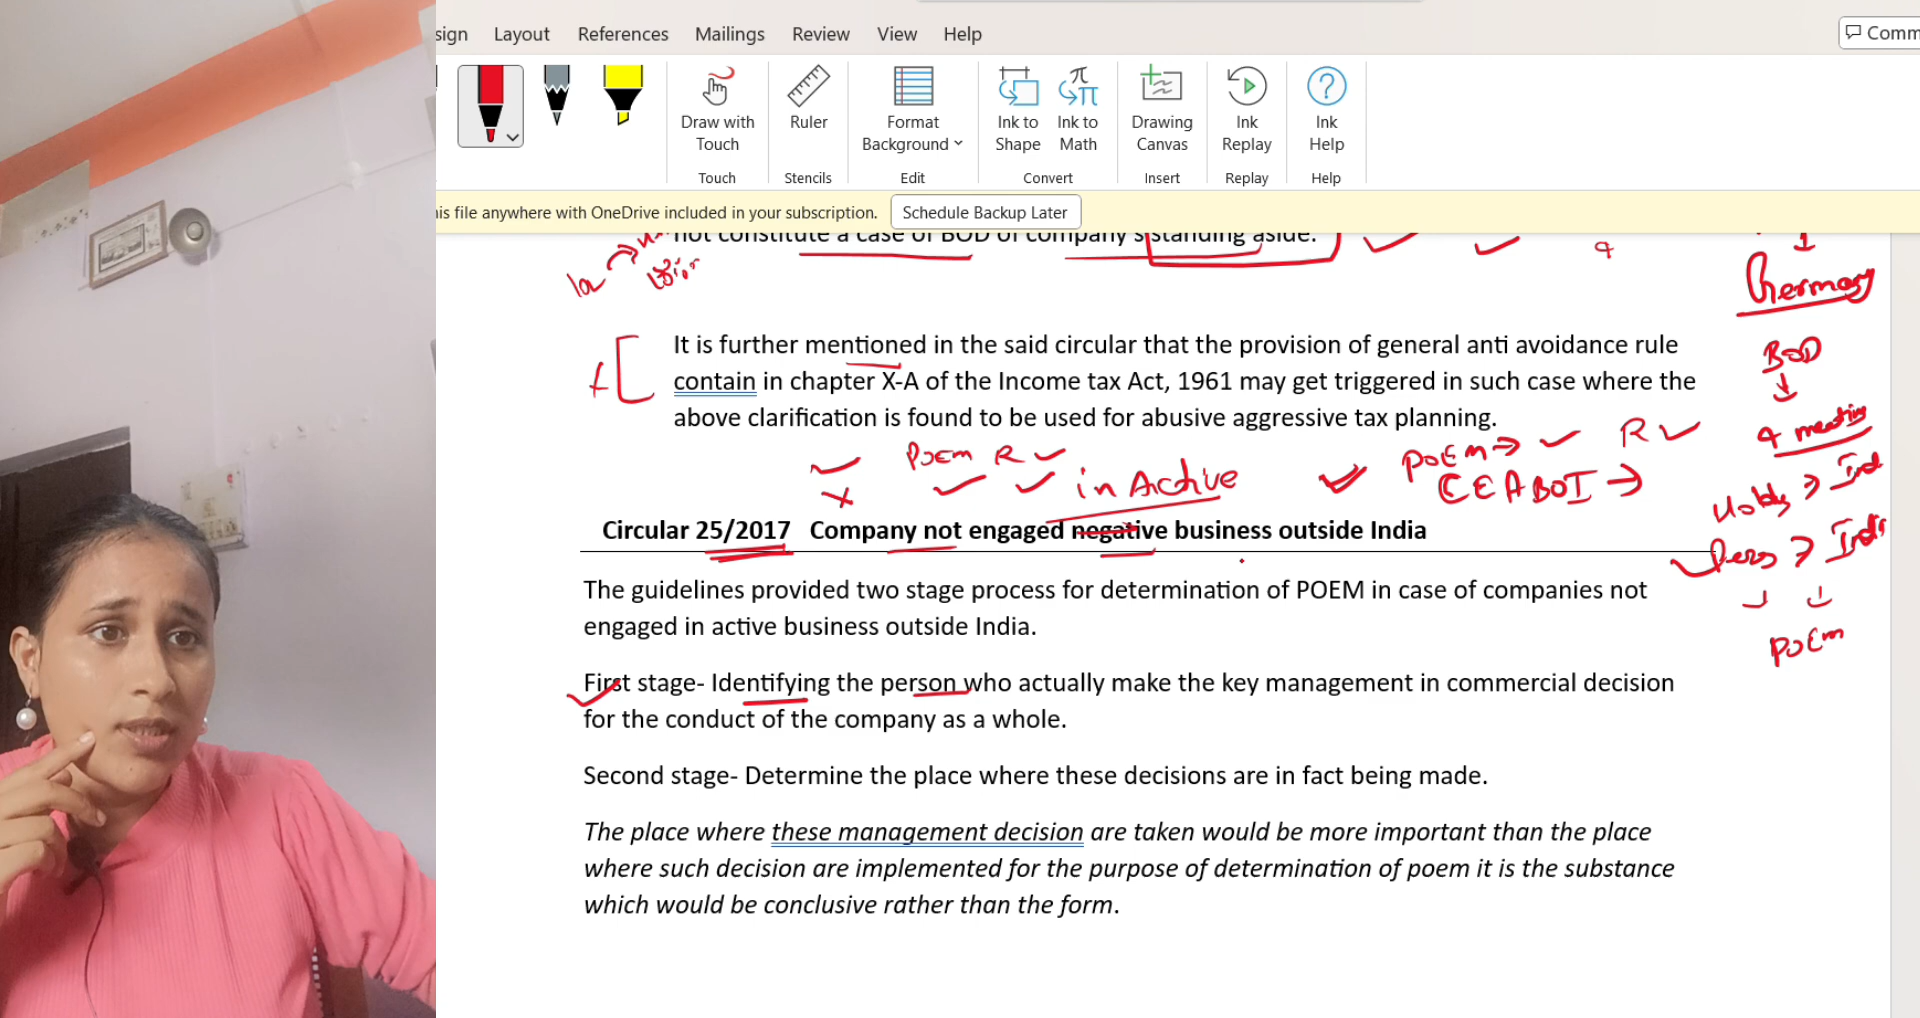 sign Layout References Mailings Review View Help
Comm
Draw with Touch
Ruler
Format Background
Ink to Shape
Ink to Math
Drawing Canvas
Ink Replay
Ink Help
Touch Stencils Edit Convert Insert Replay Help
is file anywhere with OneDrive included in your subscription. Schedule Backup Later
not constitute a case of BOD of company s standing aside.
It is further mentioned in the said circular that the provision of general anti avoidance rule
contain in chapter X-A of the Income tax Act, 1961 may get triggered in such case where the
above clarification is found to be used for abusive aggressive tax planning.
POEM R
in Active
POEM → R
CEABOI →
Circular 25/2017 Company not engaged negative business outside India
The guidelines provided two stage process for determination of POEM in case of companies not
engaged in active business outside India.
First stage- Identifying the person who actually make the key management in commercial decision
for the conduct of the company as a whole.
Second stage- Determine the place where these decisions are in fact being made.
The place where these management decision are taken would be more important than the place
where such decision are implemented for the purpose of determination of poem it is the substance
which would be conclusive rather than the form.
Germany
BOD
4 meeting
POEM